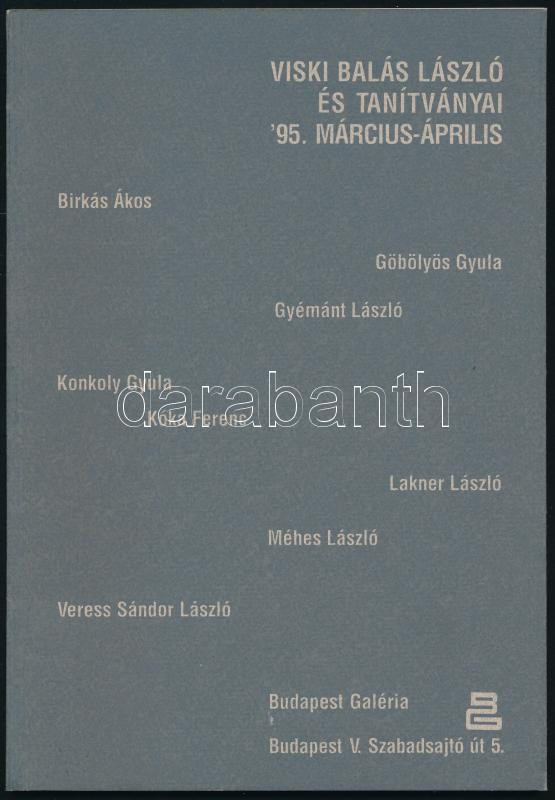 VISKI BALÁS LÁSZLÓ
ÉS TANÍTVÁNYAI
'95. MÁRCIUS-ÁPRILIS
Birkás Ákos
Göbölyös Gyula
Gyémánt László
Konkoly Gyula
darabanth
Kóka Ferenc
Lakner László
Méhes László
Veress Sándor László
Budapest Galéria
Budapest V. Szabadsajtó út 5.